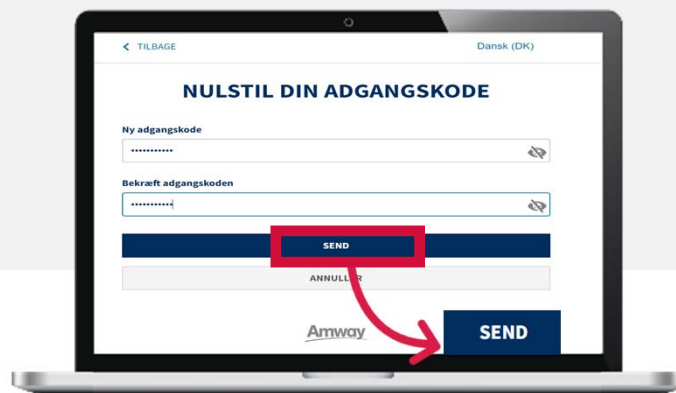 TILBAGE
Dansk (DK)
NULSTIL DIN ADGANGSKODE
Ny adgangskode
Bekræft adgangskoden
SEND
ANNULLER
Amway
SEND